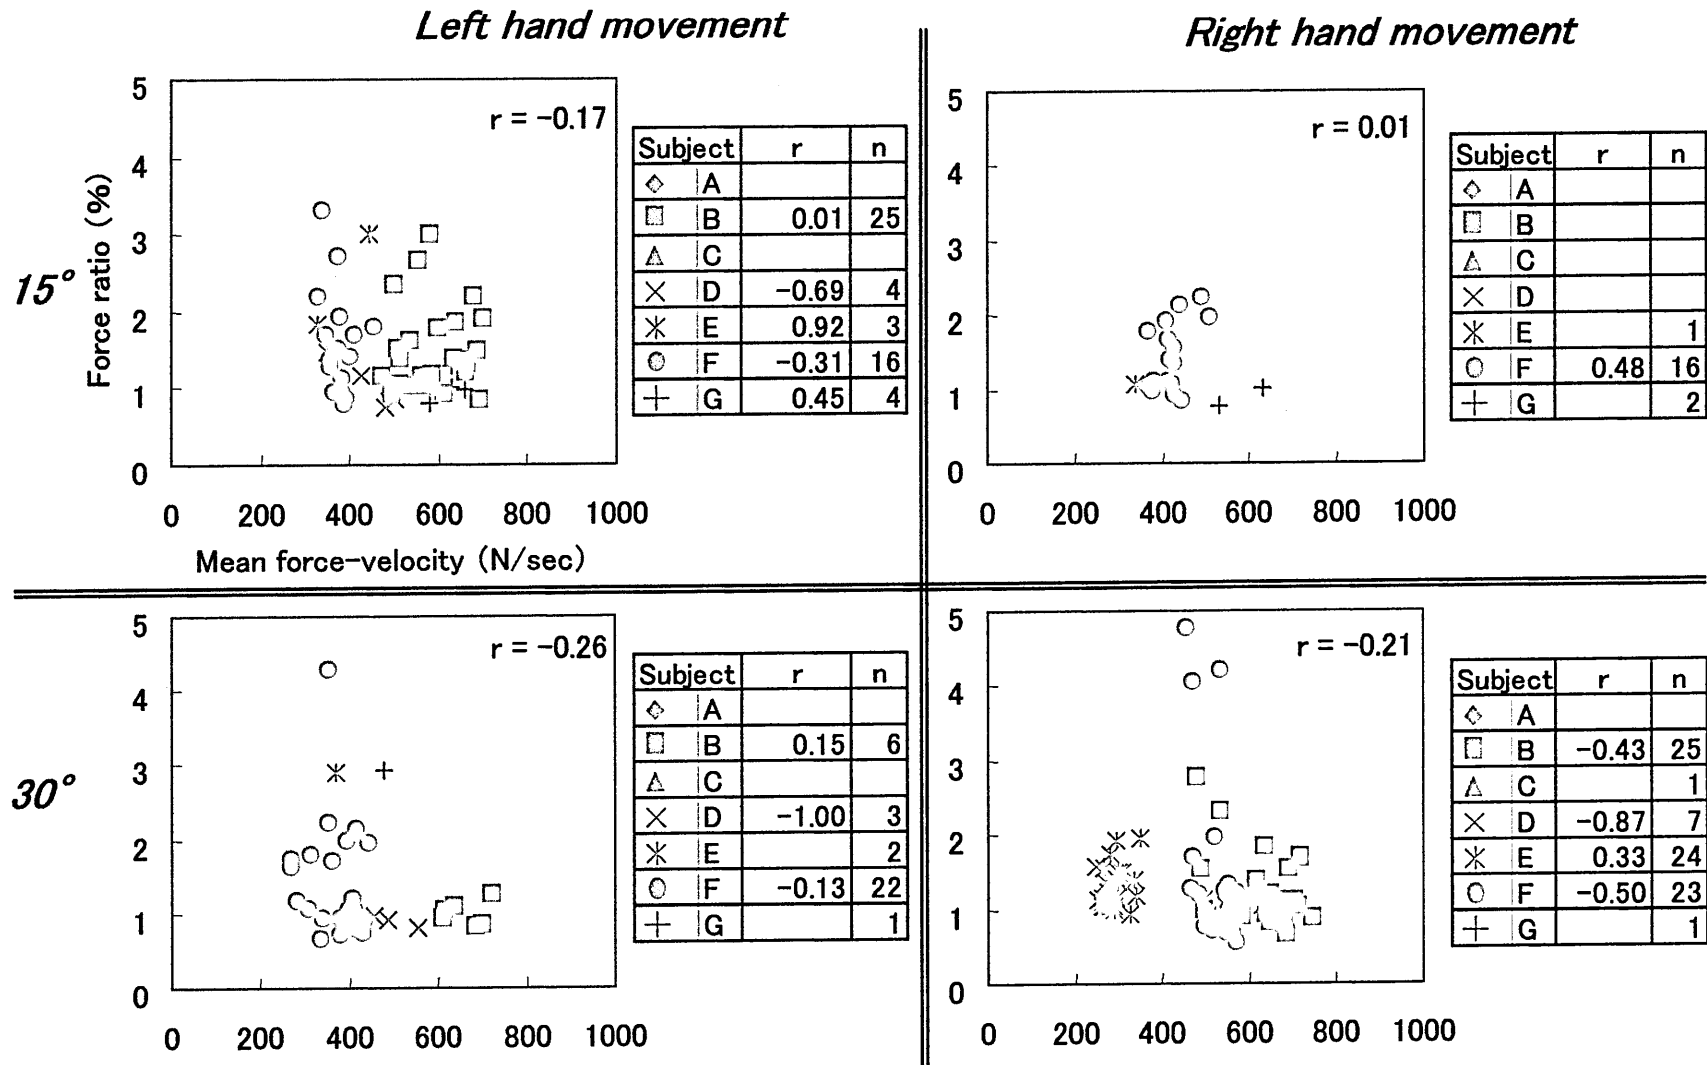 Left hand movement
Right hand movement
15°
Force ratio (%)
5
4
3
2
1
0
r = -0.17
0 200 400 600 800 1000
Mean force-velocity (N/sec)
Subject r n
A
B 0.01 25
C
D -0.69 4
E 0.92 3
F -0.31 16
G 0.45 4
5
4
3
2
1
0
r = 0.01
0 200 400 600 800 1000
Subject r n
A
B
C
D
E 1
F 0.48 16
G 2
30°
5
4
3
2
1
0
r = -0.26
0 200 400 600 800 1000
Subject r n
A
B 0.15 6
C
D -1.00 3
E 2
F -0.13 22
G 1
5
4
3
2
1
0
r = -0.21
0 200 400 600 800 1000
Subject r n
A
B -0.43 25
C 1
D -0.87 7
E 0.33 24
F -0.50 23
G 1